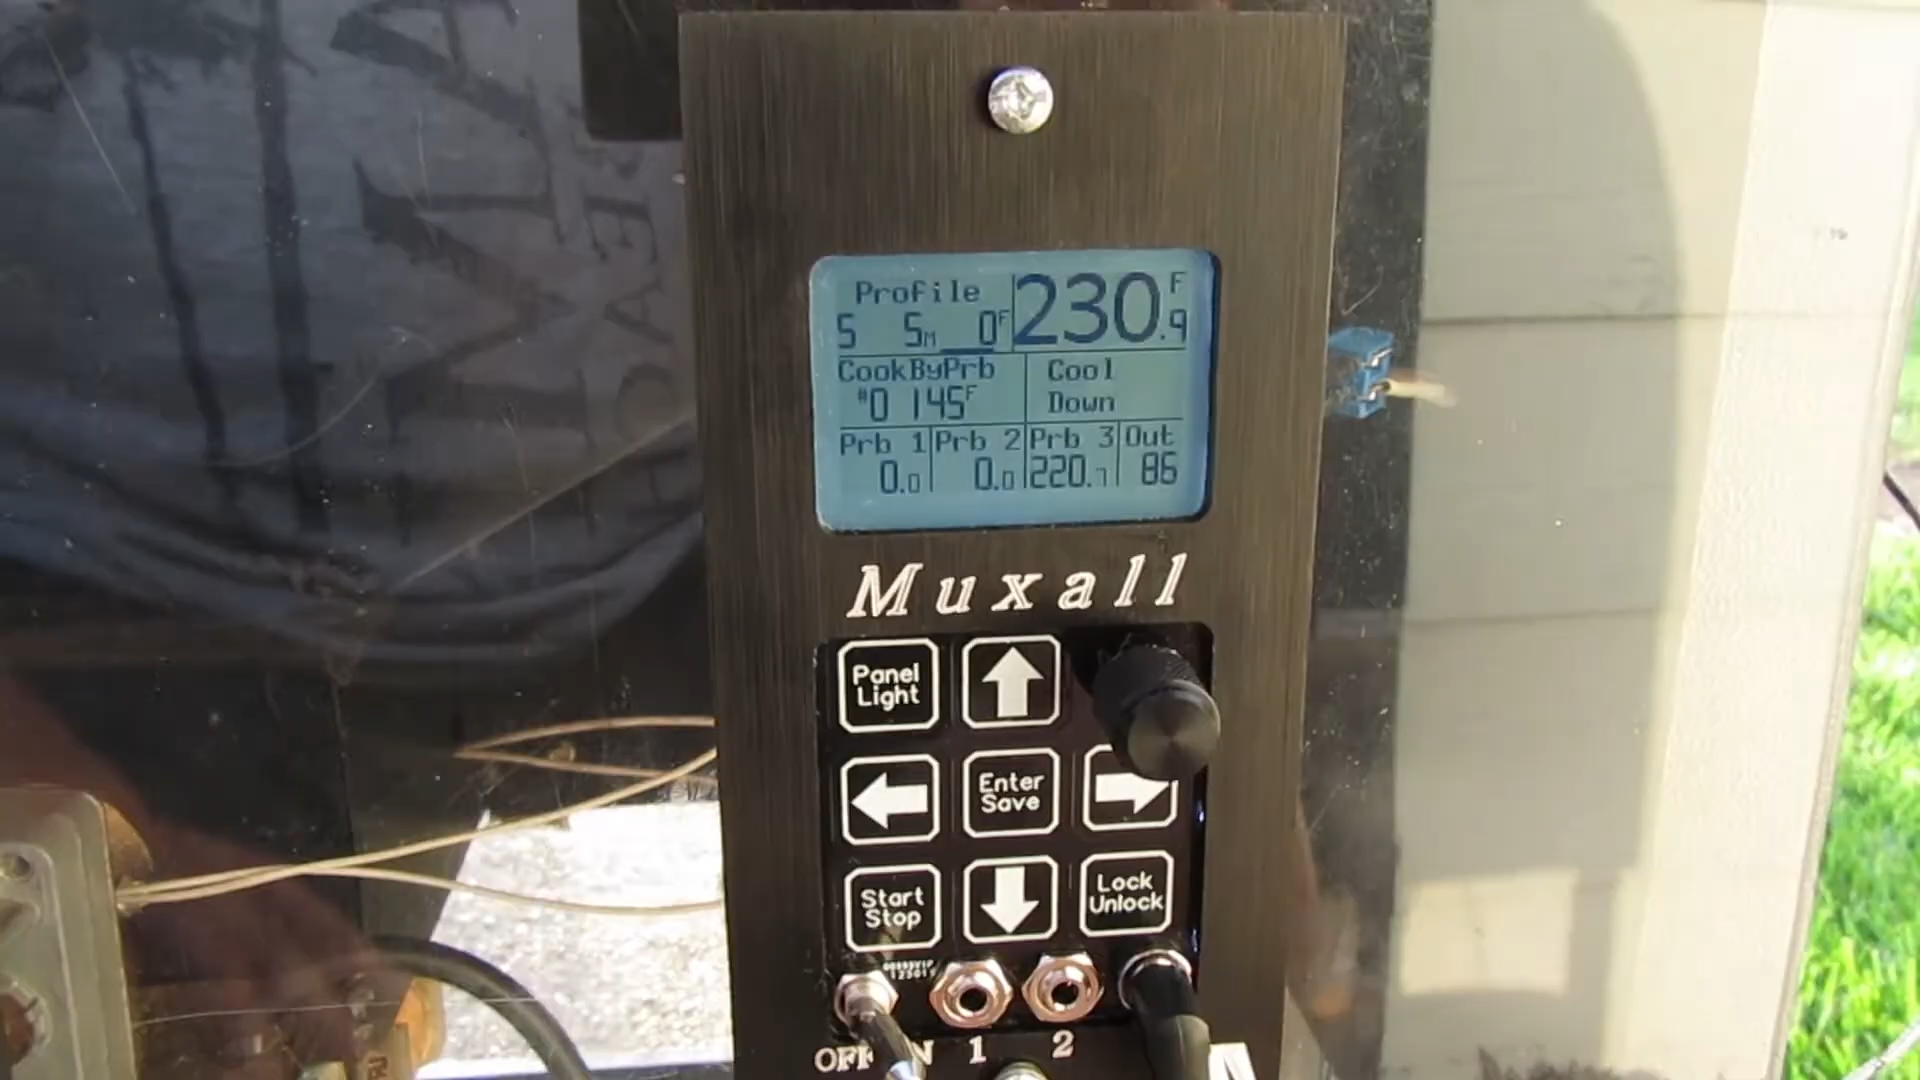 Profile 230.9 F
5 5M 0F
CookByPrb Cool
#0 145F Down
Prb 1 Prb 2 Prb 3 Out
0.0 0.0 220.7 86
Muxall
Panel
Light
Enter
Save
Start
Stop
Lock
Unlock
OFF
1 2